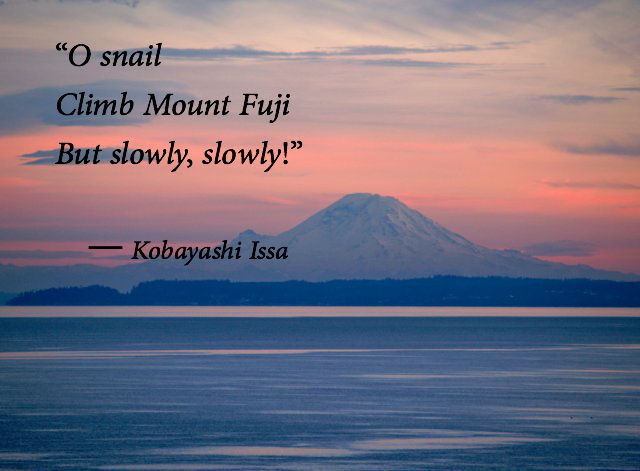 “O snail
Climb Mount Fuji
But slowly, slowly!”
— Kobayashi Issa